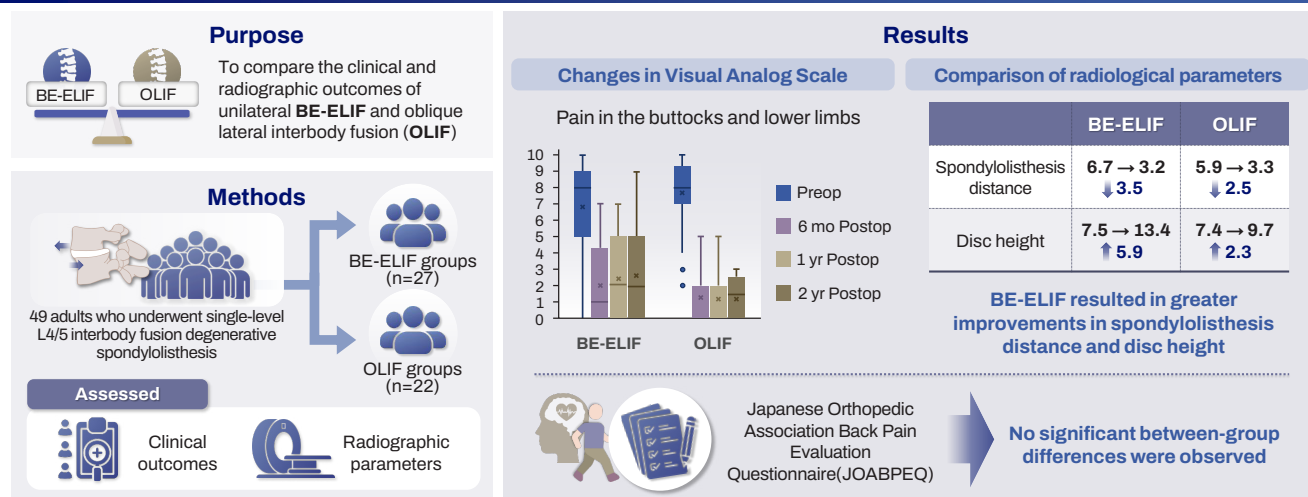 Purpose
BE-ELIF
OLIF
To compare the clinical and
radiographic outcomes of
unilateral BE-ELIF and oblique
lateral interbody fusion (OLIF)
Methods
49 adults who underwent single-level
L4/5 interbody fusion degenerative
spondylolisthesis
BE-ELIF groups
(n=27)
OLIF groups
(n=22)
Assessed
Clinical
outcomes
Radiographic
parameters
Results
Changes in Visual Analog Scale
Pain in the buttocks and lower limbs
10
9
8
7
6
5
4
3
2
1
0
BE-ELIF
OLIF
Preop
6 mo Postop
1 yr Postop
2 yr Postop
Comparison of radiological parameters
BE-ELIF OLIF
Spondylolisthesis
distance
6.7 → 3.2
↓ 3.5
5.9 → 3.3
↓ 2.5
Disc height
7.5 → 13.4
↑ 5.9
7.4 → 9.7
↑ 2.3
BE-ELIF resulted in greater
improvements in spondylolisthesis
distance and disc height
Japanese Orthopedic
Association Back Pain
Evaluation
Questionnaire(JOABPEQ)
No significant between-group
differences were observed